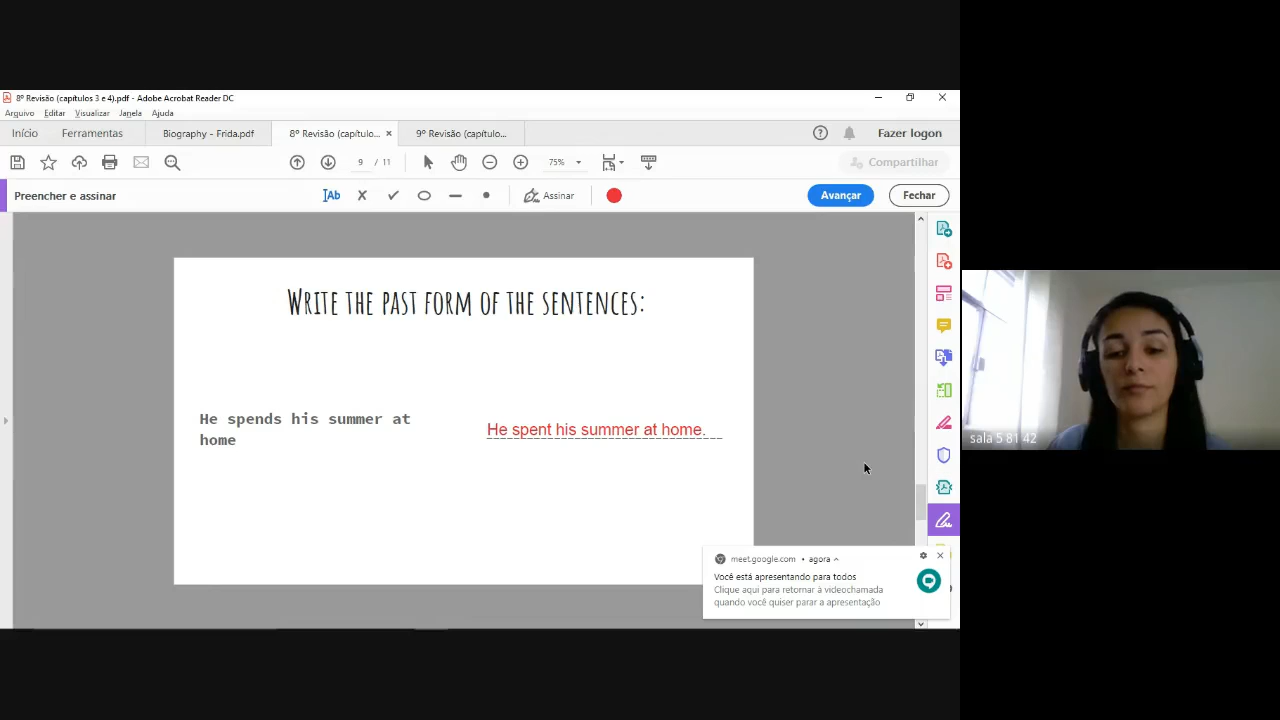 8º Revisão (capítulos 3 e 4).pdf - Adobe Acrobat Reader DC
Arquivo Editar Visualizar Janela Ajuda
Início Ferramentas Biography - Frida.pdf 8º Revisão (capítulo... 9º Revisão (capítulo... Fazer logon
9 / 11 75% Compartilhar
Preencher e assinar Ab Assinar Avançar Fechar
WRITE THE PAST FORM OF THE SENTENCES:
He spends his summer at
home
He spent his summer at home.
sala 5 81 42
meet.google.com • agora
Você está apresentando para todos
Clique aqui para retornar à videochamada
quando você quiser parar a apresentação